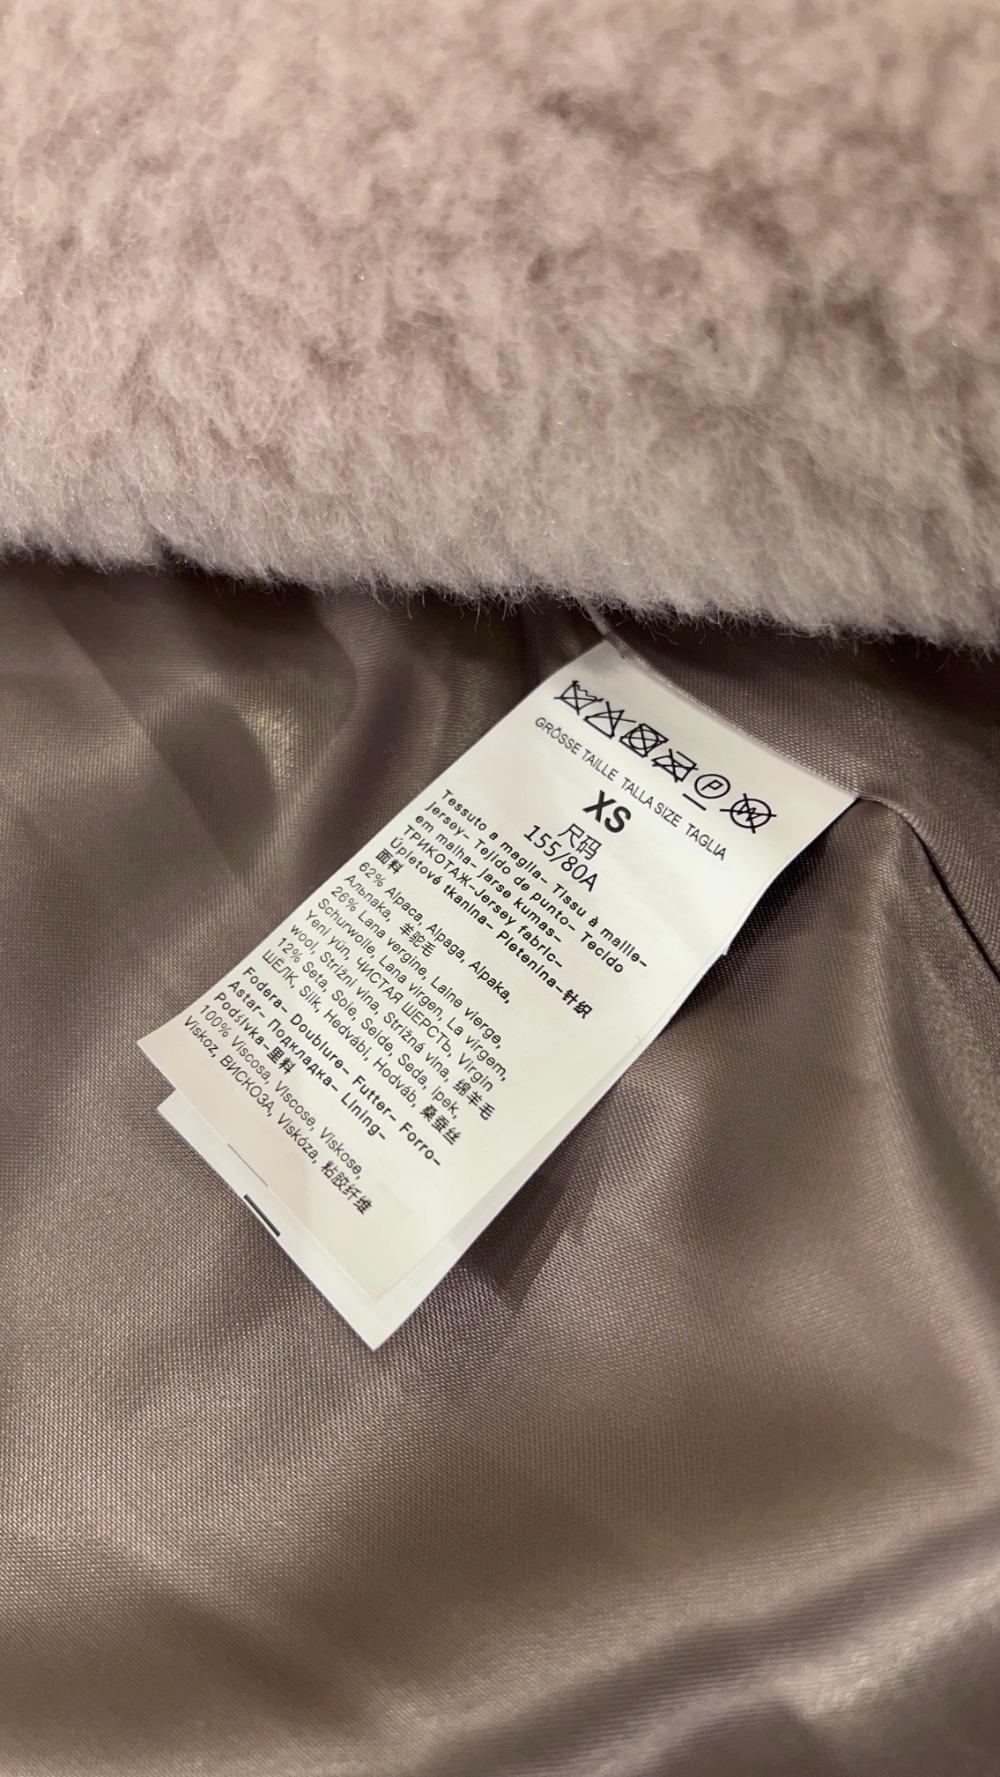 P
W
GRÖSSE TAILLE TALLA SIZE TAGLIA
XS
尺码
155/80A
Tessuto a maglia- Tissu à maille-
Jersey- Tejido de punto- Tecido
em malha- jarse kumas-
ТРИКОТАЖ-Jersey fabric-
Úpletové tkanina- Pletenina-针织
面料
62% Alpaca, Alpaga, Alpaka,
Альпака, 羊驼毛
26% Lana vergine, Laine vierge,
Schurwolle, Lana virgen, La virgem,
Yeni yün, ЧИСТАЯ ШЕРСТЬ, Virgin
wool, Strižní vlna, Strižná vlna, 绵羊毛
12% Seta, Soie, Seide, Seda, ipek,
ШЁЛК, Silk, Hedvábí, Hodváb, 桑蚕丝
Fodera- Doublure- Futter- Forro-
Astar- Подкладка- Lining-
Podšívka-里料
100% Viscosa, Viscose, Viskose,
Viskoz, ВИСКОЗА, Viskóza, 粘胶纤维